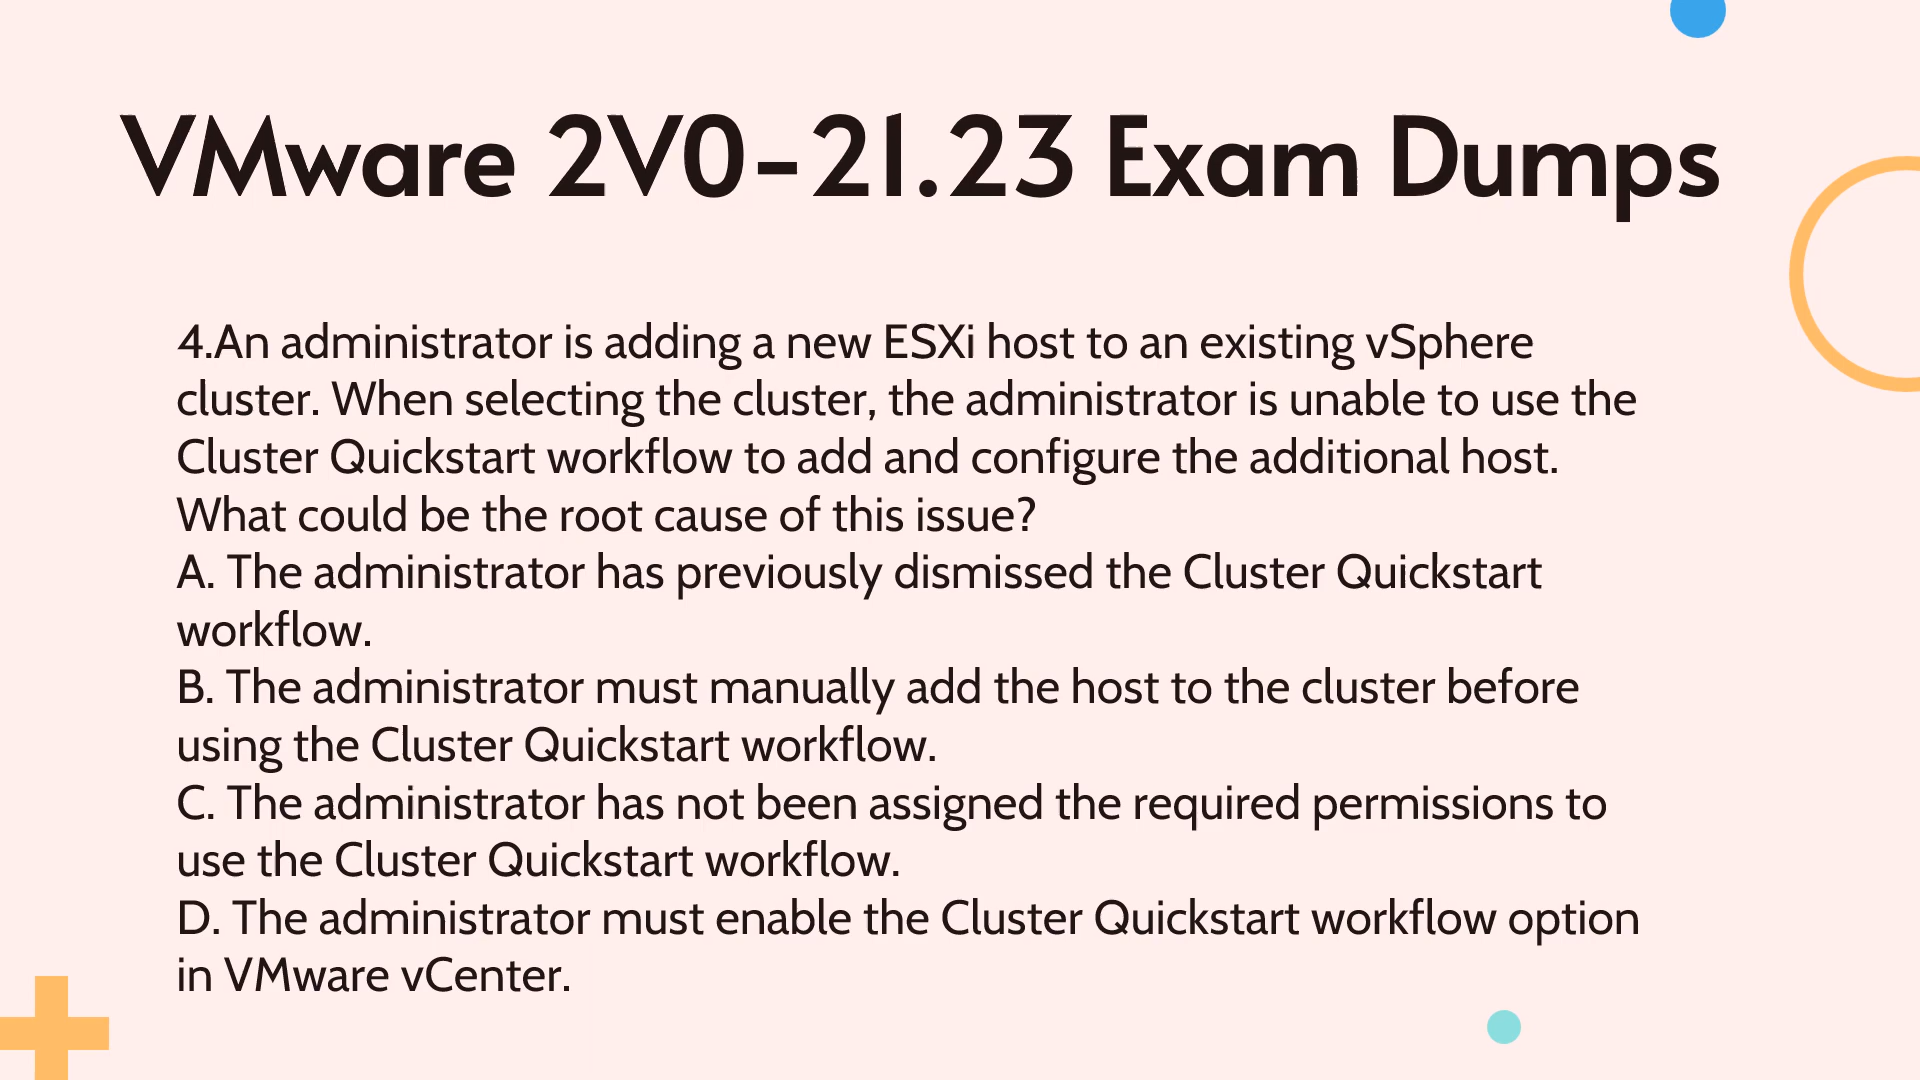 VMware 2V0-21.23 Exam Dumps
4.An administrator is adding a new ESXi host to an existing vSphere
cluster. When selecting the cluster, the administrator is unable to use the
Cluster Quickstart workflow to add and configure the additional host.
What could be the root cause of this issue?
A. The administrator has previously dismissed the Cluster Quickstart
workflow.
B. The administrator must manually add the host to the cluster before
using the Cluster Quickstart workflow.
C. The administrator has not been assigned the required permissions to
use the Cluster Quickstart workflow.
D. The administrator must enable the Cluster Quickstart workflow option
in VMware vCenter.